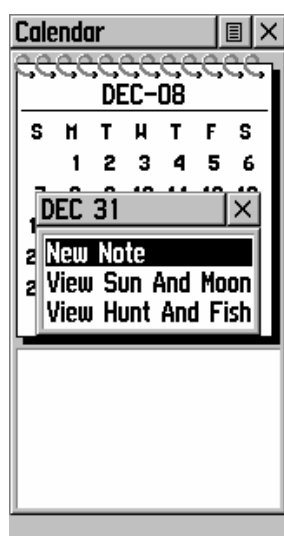 Calendar
DEC-08
S M T W T F S
1 2 3 4 5 6
DEC 31
New Note
View Sun And Moon
View Hunt And Fish